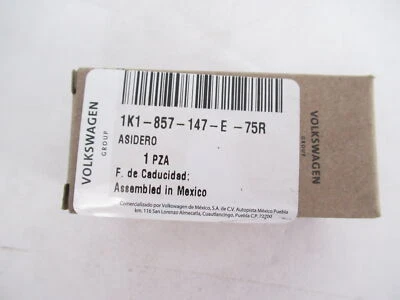 VOLKSWAGEN
GROUP
1K1-857-147-E -75R
ASIDERO
1 PZA
F. de Caducidad:
Assembled in Mexico
Comercializado por Volkswagen de México, S.A. de C.V. Autopista México Puebla
km. 116 San Lorenzo Almecatla, Cuautlancingo, Puebla C.P. 72700
VOLKSWAGEN
GROUP